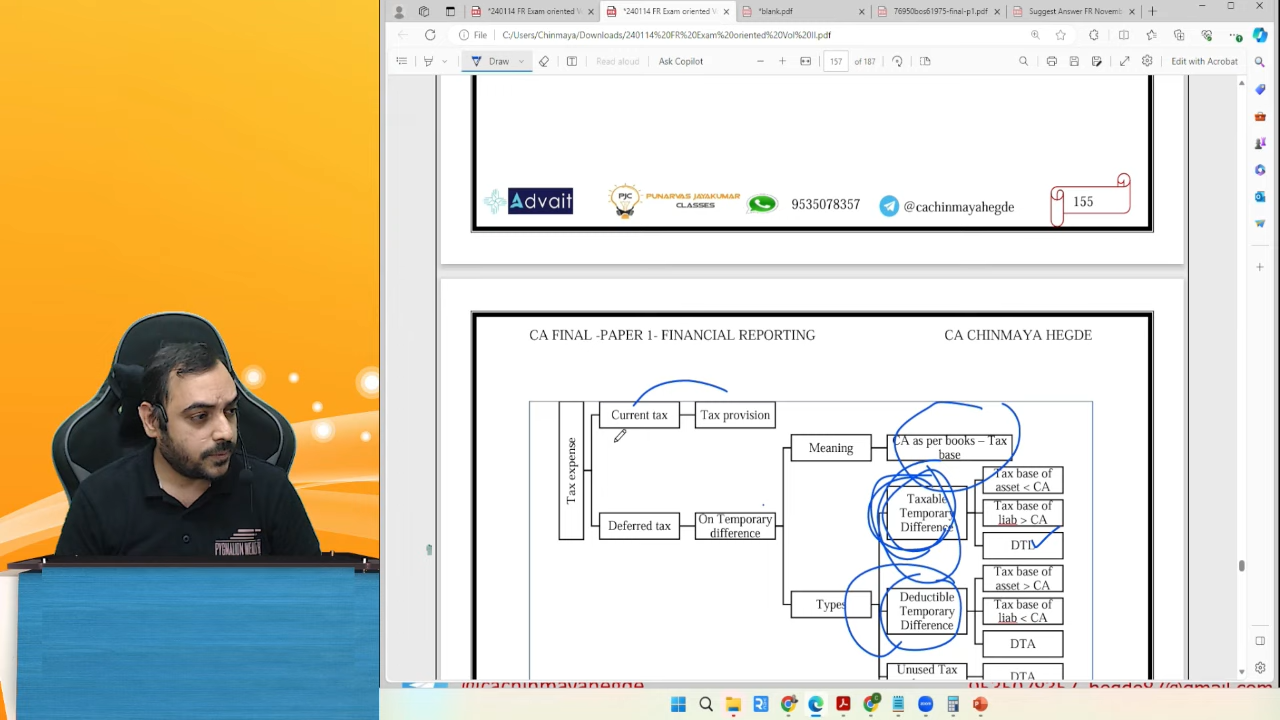 *240114 FR Exam oriented V
*240114 FR Exam oriented V
*blank.pdf
76950bos61975-final-p1.pdf
Suggest Answer FR Novemb
File
C:/Users/Chinmaya/Downloads/240114%20FR%20Exam%20oriented%20Vol%20II.pdf
Draw
Read aloud
Ask Copilot
157
of 187
Edit with Acrobat
Advait
PJC
PUNARVAS JAYAKUMAR
CLASSES
9535078357
@cachinmayahegde
155
CA FINAL -PAPER 1- FINANCIAL REPORTING
CA CHINMAYA HEGDE
Tax expense
Current tax
Tax provision
Deferred tax
On Temporary
difference
Meaning
CA as per books – Tax
base
Types
Taxable
Temporary
Difference
Tax base of
asset < CA
Tax base of
liab > CA
DTL
Deductible
Temporary
Difference
Tax base of
asset > CA
Tax base of
liab < CA
DTA
Unused Tax
DTA
@cachinmayahegde
PYGMALION